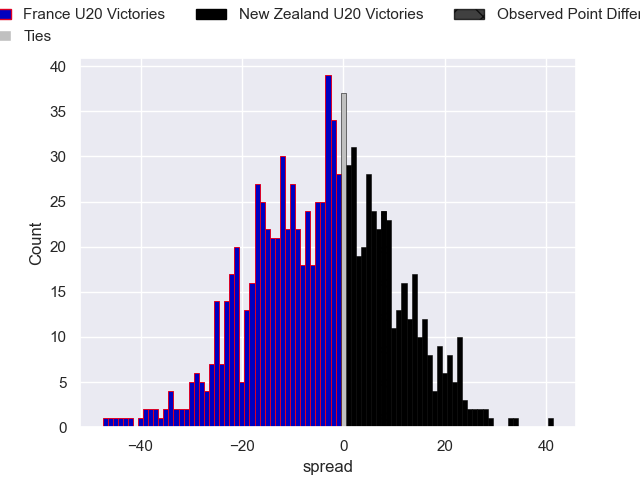 France U20 Victories New Zealand U20 Victories Observed Point Differ
Ties
40
35
30
25
20
15
10
5
0
Count
−40 −20 0 20 40
spread